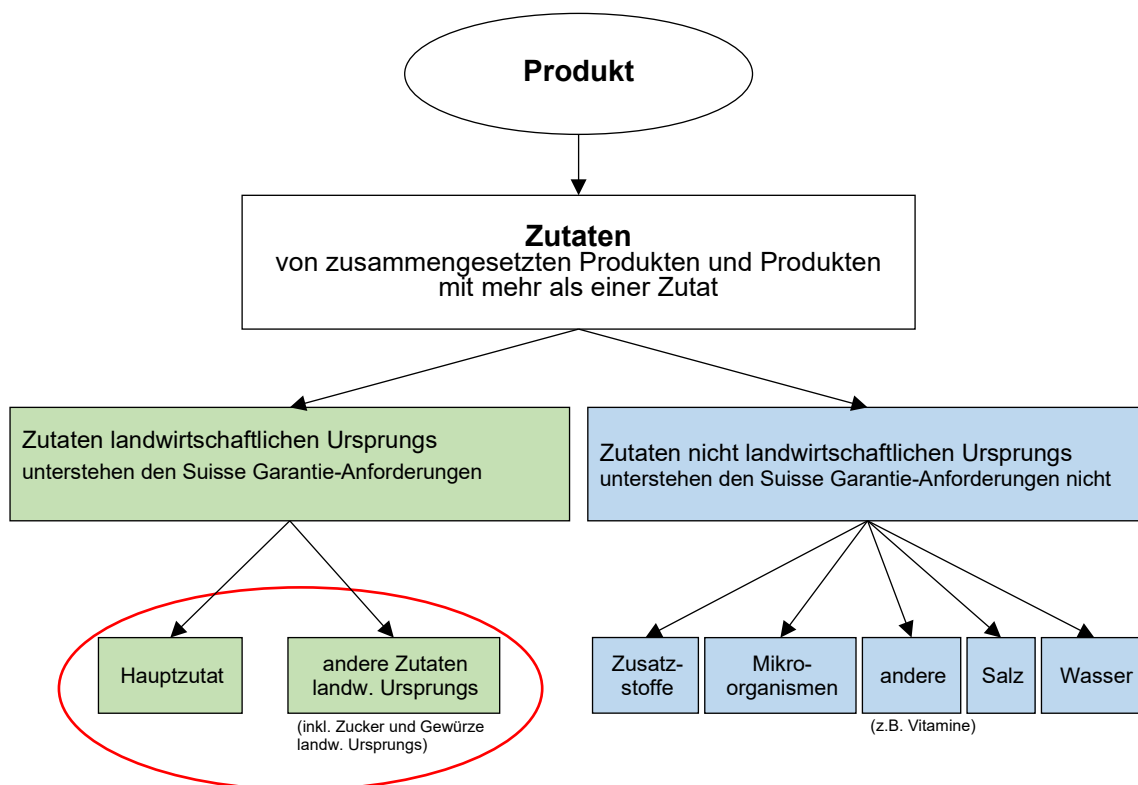 Produkt
Zutaten
von zusammengesetzten Produkten und Produkten
mit mehr als einer Zutat
Zutaten landwirtschaftlichen Ursprungs
unterstehen den Suisse Garantie-Anforderungen
Zutaten nicht landwirtschaftlichen Ursprungs
unterstehen den Suisse Garantie-Anforderungen nicht
Hauptzutat
andere Zutaten
landw. Ursprungs
(inkl. Zucker und Gewürze
landw. Ursprungs)
Zusatz-
stoffe
Mikro-
organismen
andere
(z.B. Vitamine)
Salz
Wasser